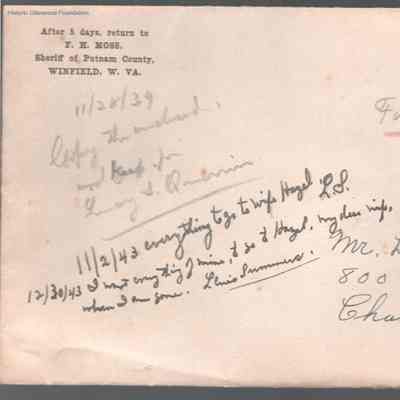 Historic Glenwood Foundation
After 5 days, return to
F. H. MOSS,
Sheriff of Putnam County,
WINFIELD, W. VA.
11/28/39
Copy the enclosed,
and Keep for
Lucy S. Quarrier
11/2/43 everything to go to wife Hazel L.S.
12/30/43 I want everything of mine, to go to Hazel, my dear wife,
when I am gone. Lewis Summers.
Mr.
800
Cha